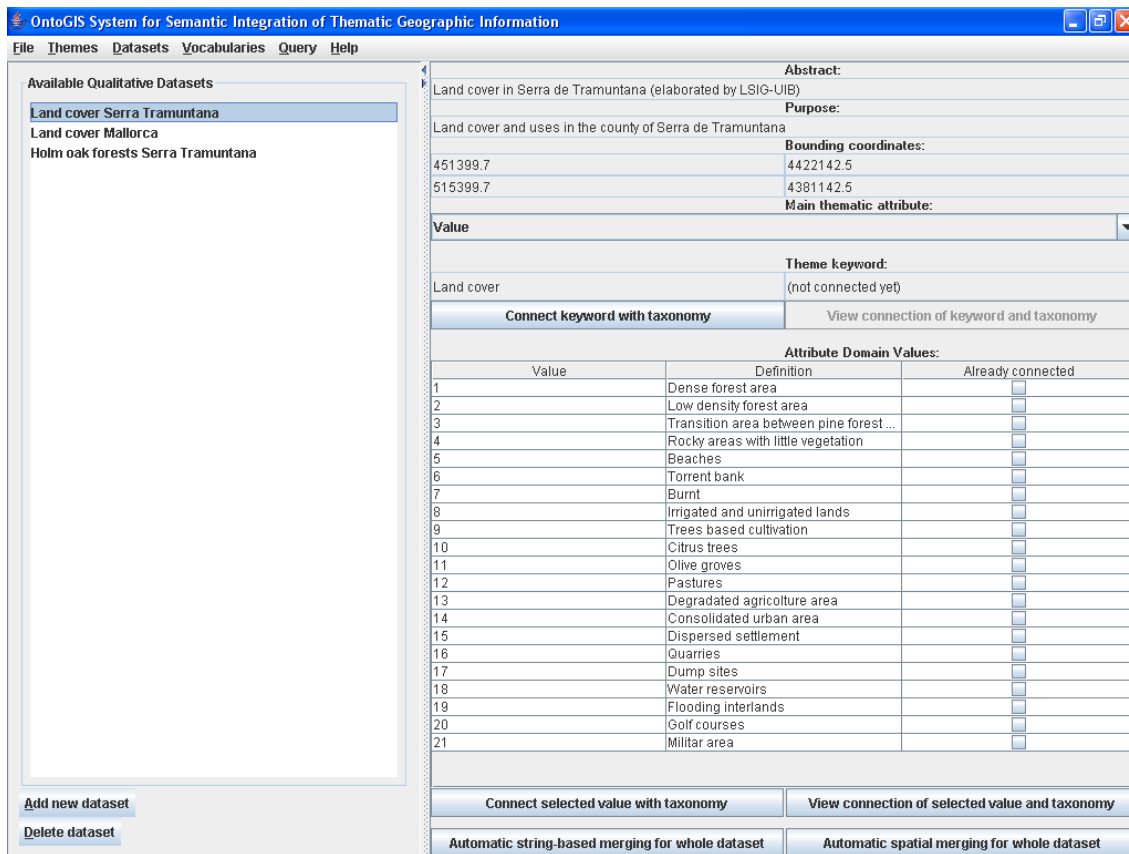 OntoGIS System for Semantic Integration of Thematic Geographic Information
File Themes Datasets Vocabularies Query Help
Available Qualitative Datasets
Land cover Serra Tramuntana
Land cover Mallorca
Holm oak forests Serra Tramuntana
Add new dataset
Delete dataset
Abstract:
Land cover in Serra de Tramuntana (elaborated by LSIG-UIB)
Purpose:
Land cover and uses in the county of Serra de Tramuntana
Bounding coordinates:
451399.7 4422142.5
515399.7 4381142.5
Main thematic attribute:
Value
Theme keyword:
Land cover (not connected yet)
Connect keyword with taxonomy View connection of keyword and taxonomy
Attribute Domain Values:
Value Definition Already connected
1 Dense forest area
2 Low density forest area
3 Transition area between pine forest ...
4 Rocky areas with little vegetation
5 Beaches
6 Torrent bank
7 Burnt
8 Irrigated and unirrigated lands
9 Trees based cultivation
10 Citrus trees
11 Olive groves
12 Pastures
13 Degradated agricolture area
14 Consolidated urban area
15 Dispersed settlement
16 Quarries
17 Dump sites
18 Water reservoirs
19 Flooding interlands
20 Golf courses
21 Militar area
Connect selected value with taxonomy View connection of selected value and taxonomy
Automatic string-based merging for whole dataset Automatic spatial merging for whole dataset